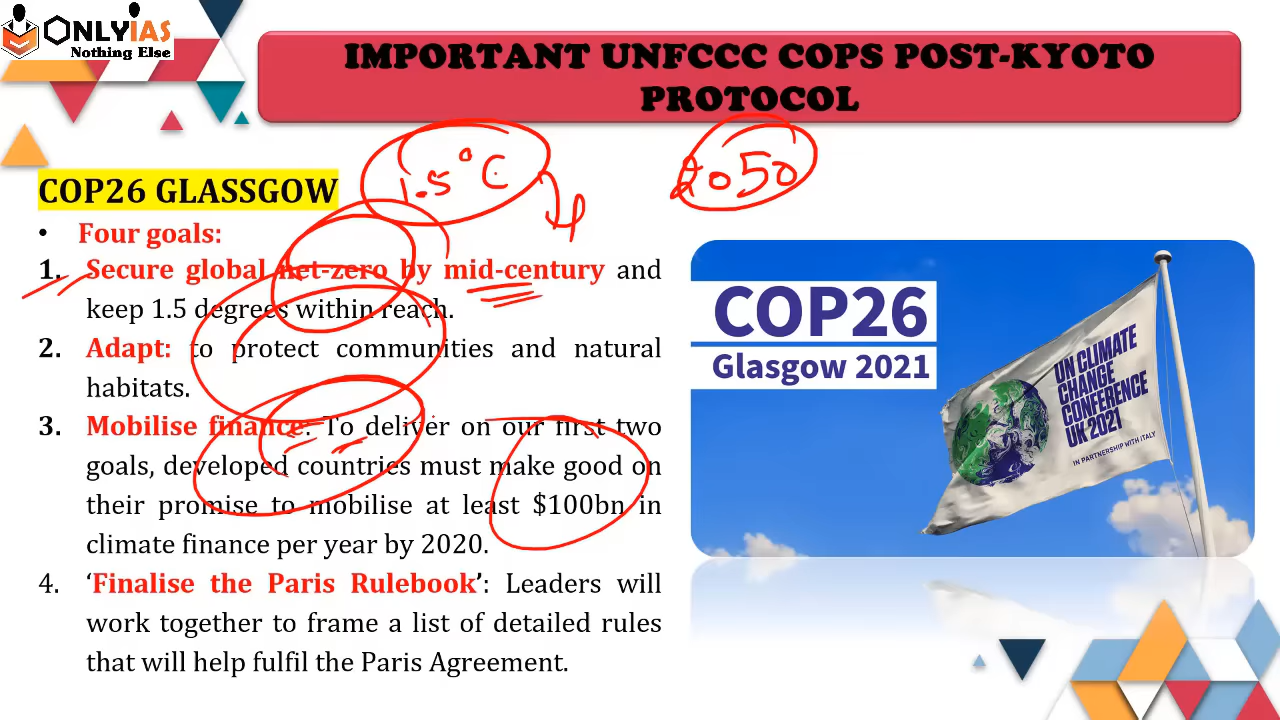 ONLYIAS
Nothing Else
IMPORTANT UNFCCC COPS POST-KYOTO
PROTOCOL
1.5°C
2050
COP26 GLASSGOW
• Four goals:
1. Secure global net-zero by mid-century and
keep 1.5 degrees within reach.
2. Adapt: to protect communities and natural
habitats.
3. Mobilise finance: To deliver on our first two
goals, developed countries must make good on
their promise to mobilise at least $100bn in
climate finance per year by 2020.
4. ‘Finalise the Paris Rulebook’: Leaders will
work together to frame a list of detailed rules
that will help fulfil the Paris Agreement.
COP26
Glasgow 2021
UN CLIMATE
CHANGE
CONFERENCE
UK 2021
IN PARTNERSHIP WITH ITALY